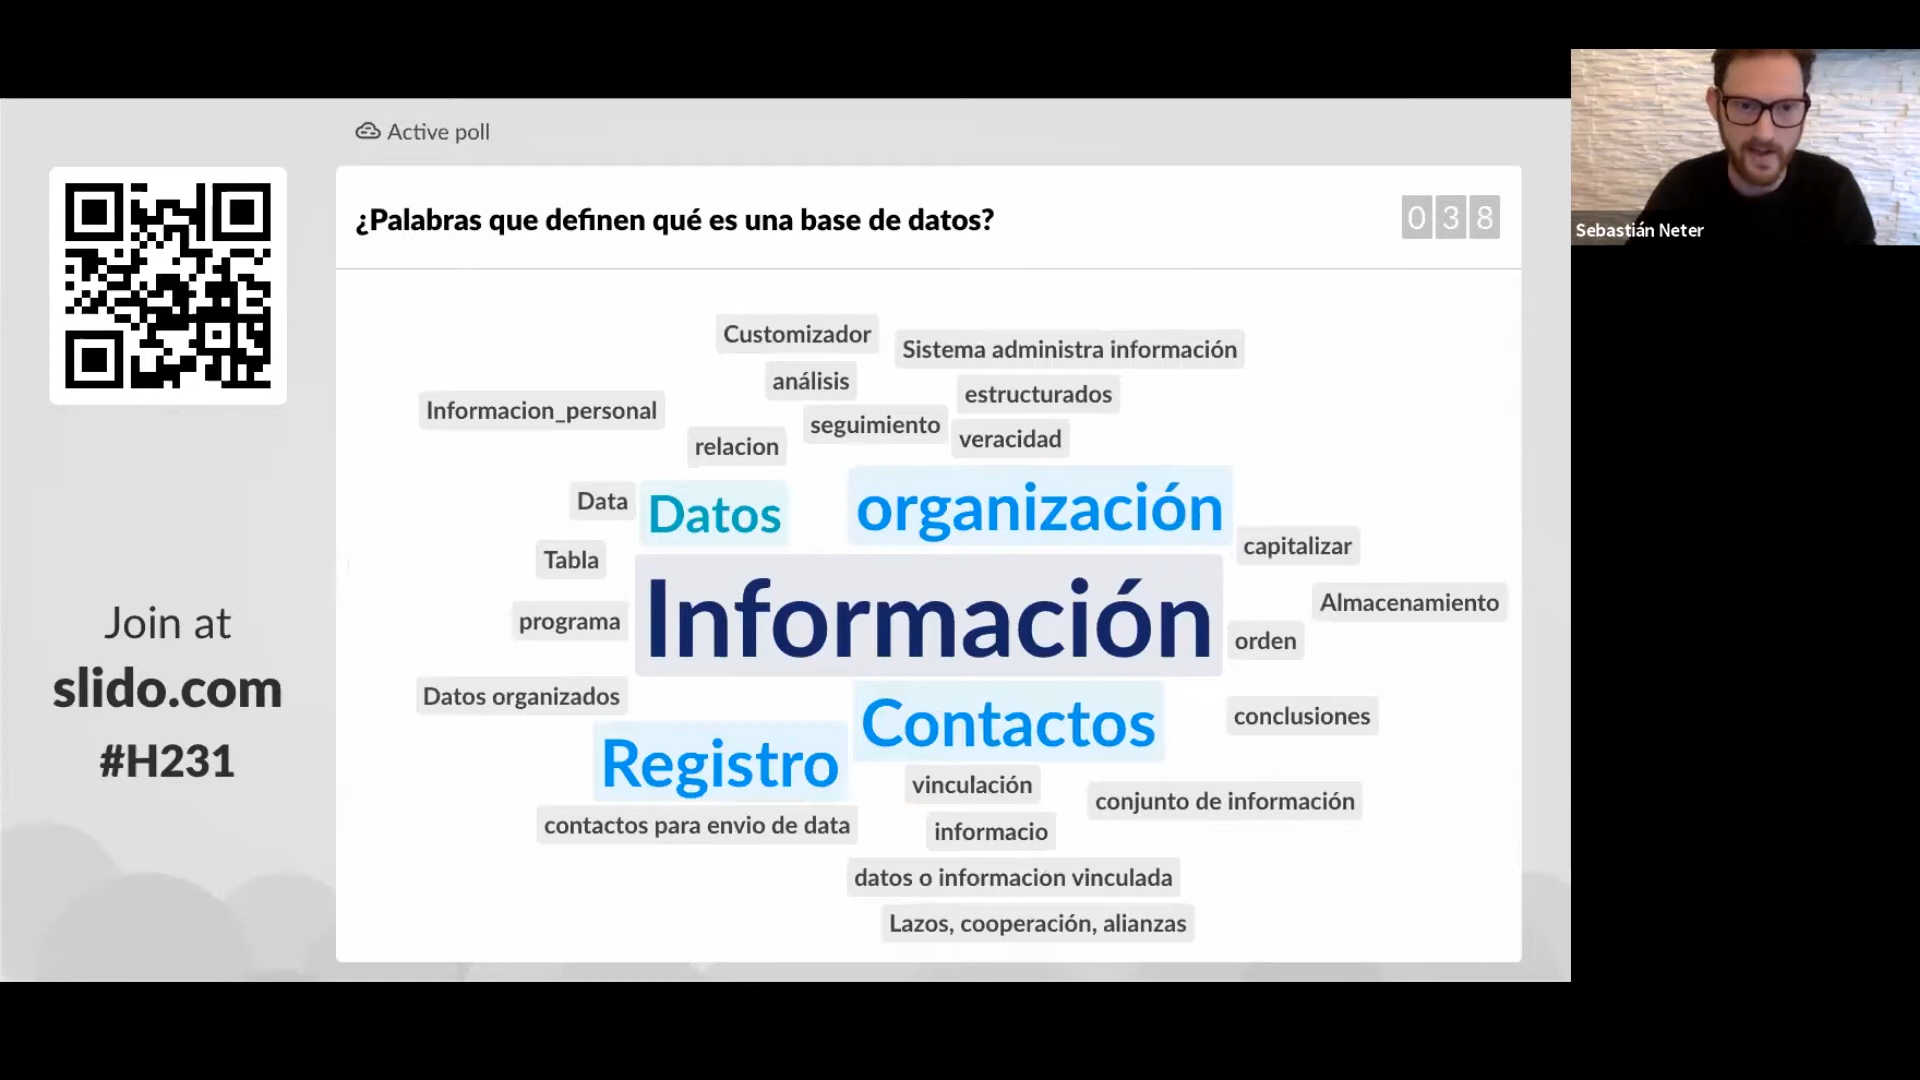 Active poll
¿Palabras que definen qué es una base de datos?
038
Sebastián Neter
Join at
slido.com
#H231
Customizador
Sistema administra información
análisis
estructurados
Informacion_personal
seguimiento
veracidad
relacion
Data
Datos
organización
capitalizar
Tabla
Información
Almacenamiento
programa
orden
Datos organizados
Contactos
conclusiones
Registro
vinculación
conjunto de información
contactos para envio de data
informacio
datos o informacion vinculada
Lazos, cooperación, alianzas